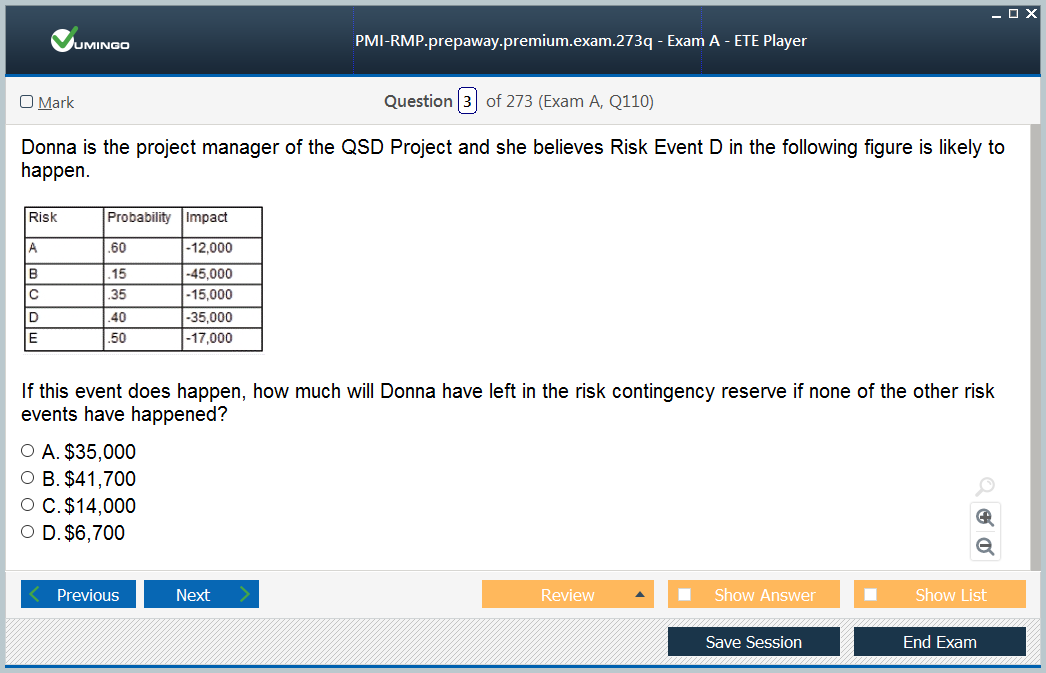 VUMINGO
PMI-RMP.prepaway.premium.exam.273q - Exam A - ETE Player
Mark
Question 3 of 273 (Exam A, Q110)
Donna is the project manager of the QSD Project and she believes Risk Event D in the following figure is likely to
happen.
Risk Probability Impact
A .60 -12,000
B .15 -45,000
C .35 -15,000
D .40 -35,000
E .50 -17,000
If this event does happen, how much will Donna have left in the risk contingency reserve if none of the other risk
events have happened?
A. $35,000
B. $41,700
C. $14,000
D. $6,700
Previous Next Review Show Answer Show List
Save Session End Exam